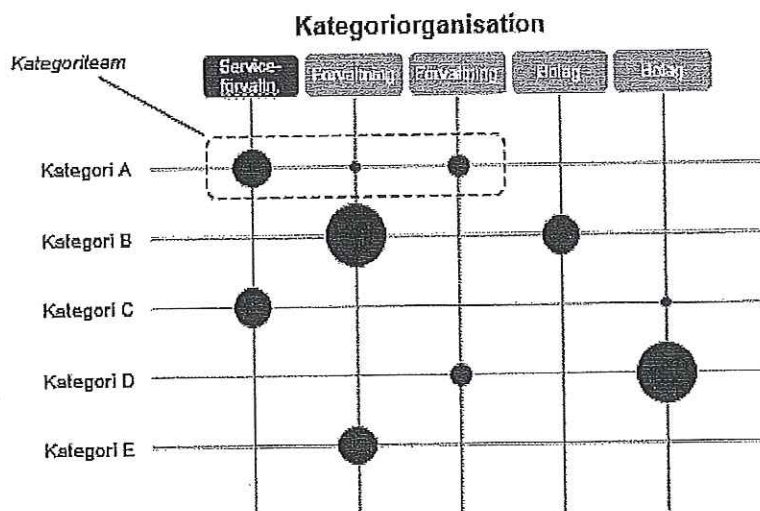 Kategoriorganisation
Kategoriteam
Service-
förvaltn.
Förvaltning
Förvaltning
Bolag
Bolag
Kategori A
Kategori B
Kategori C
Kategori D
Kategori E